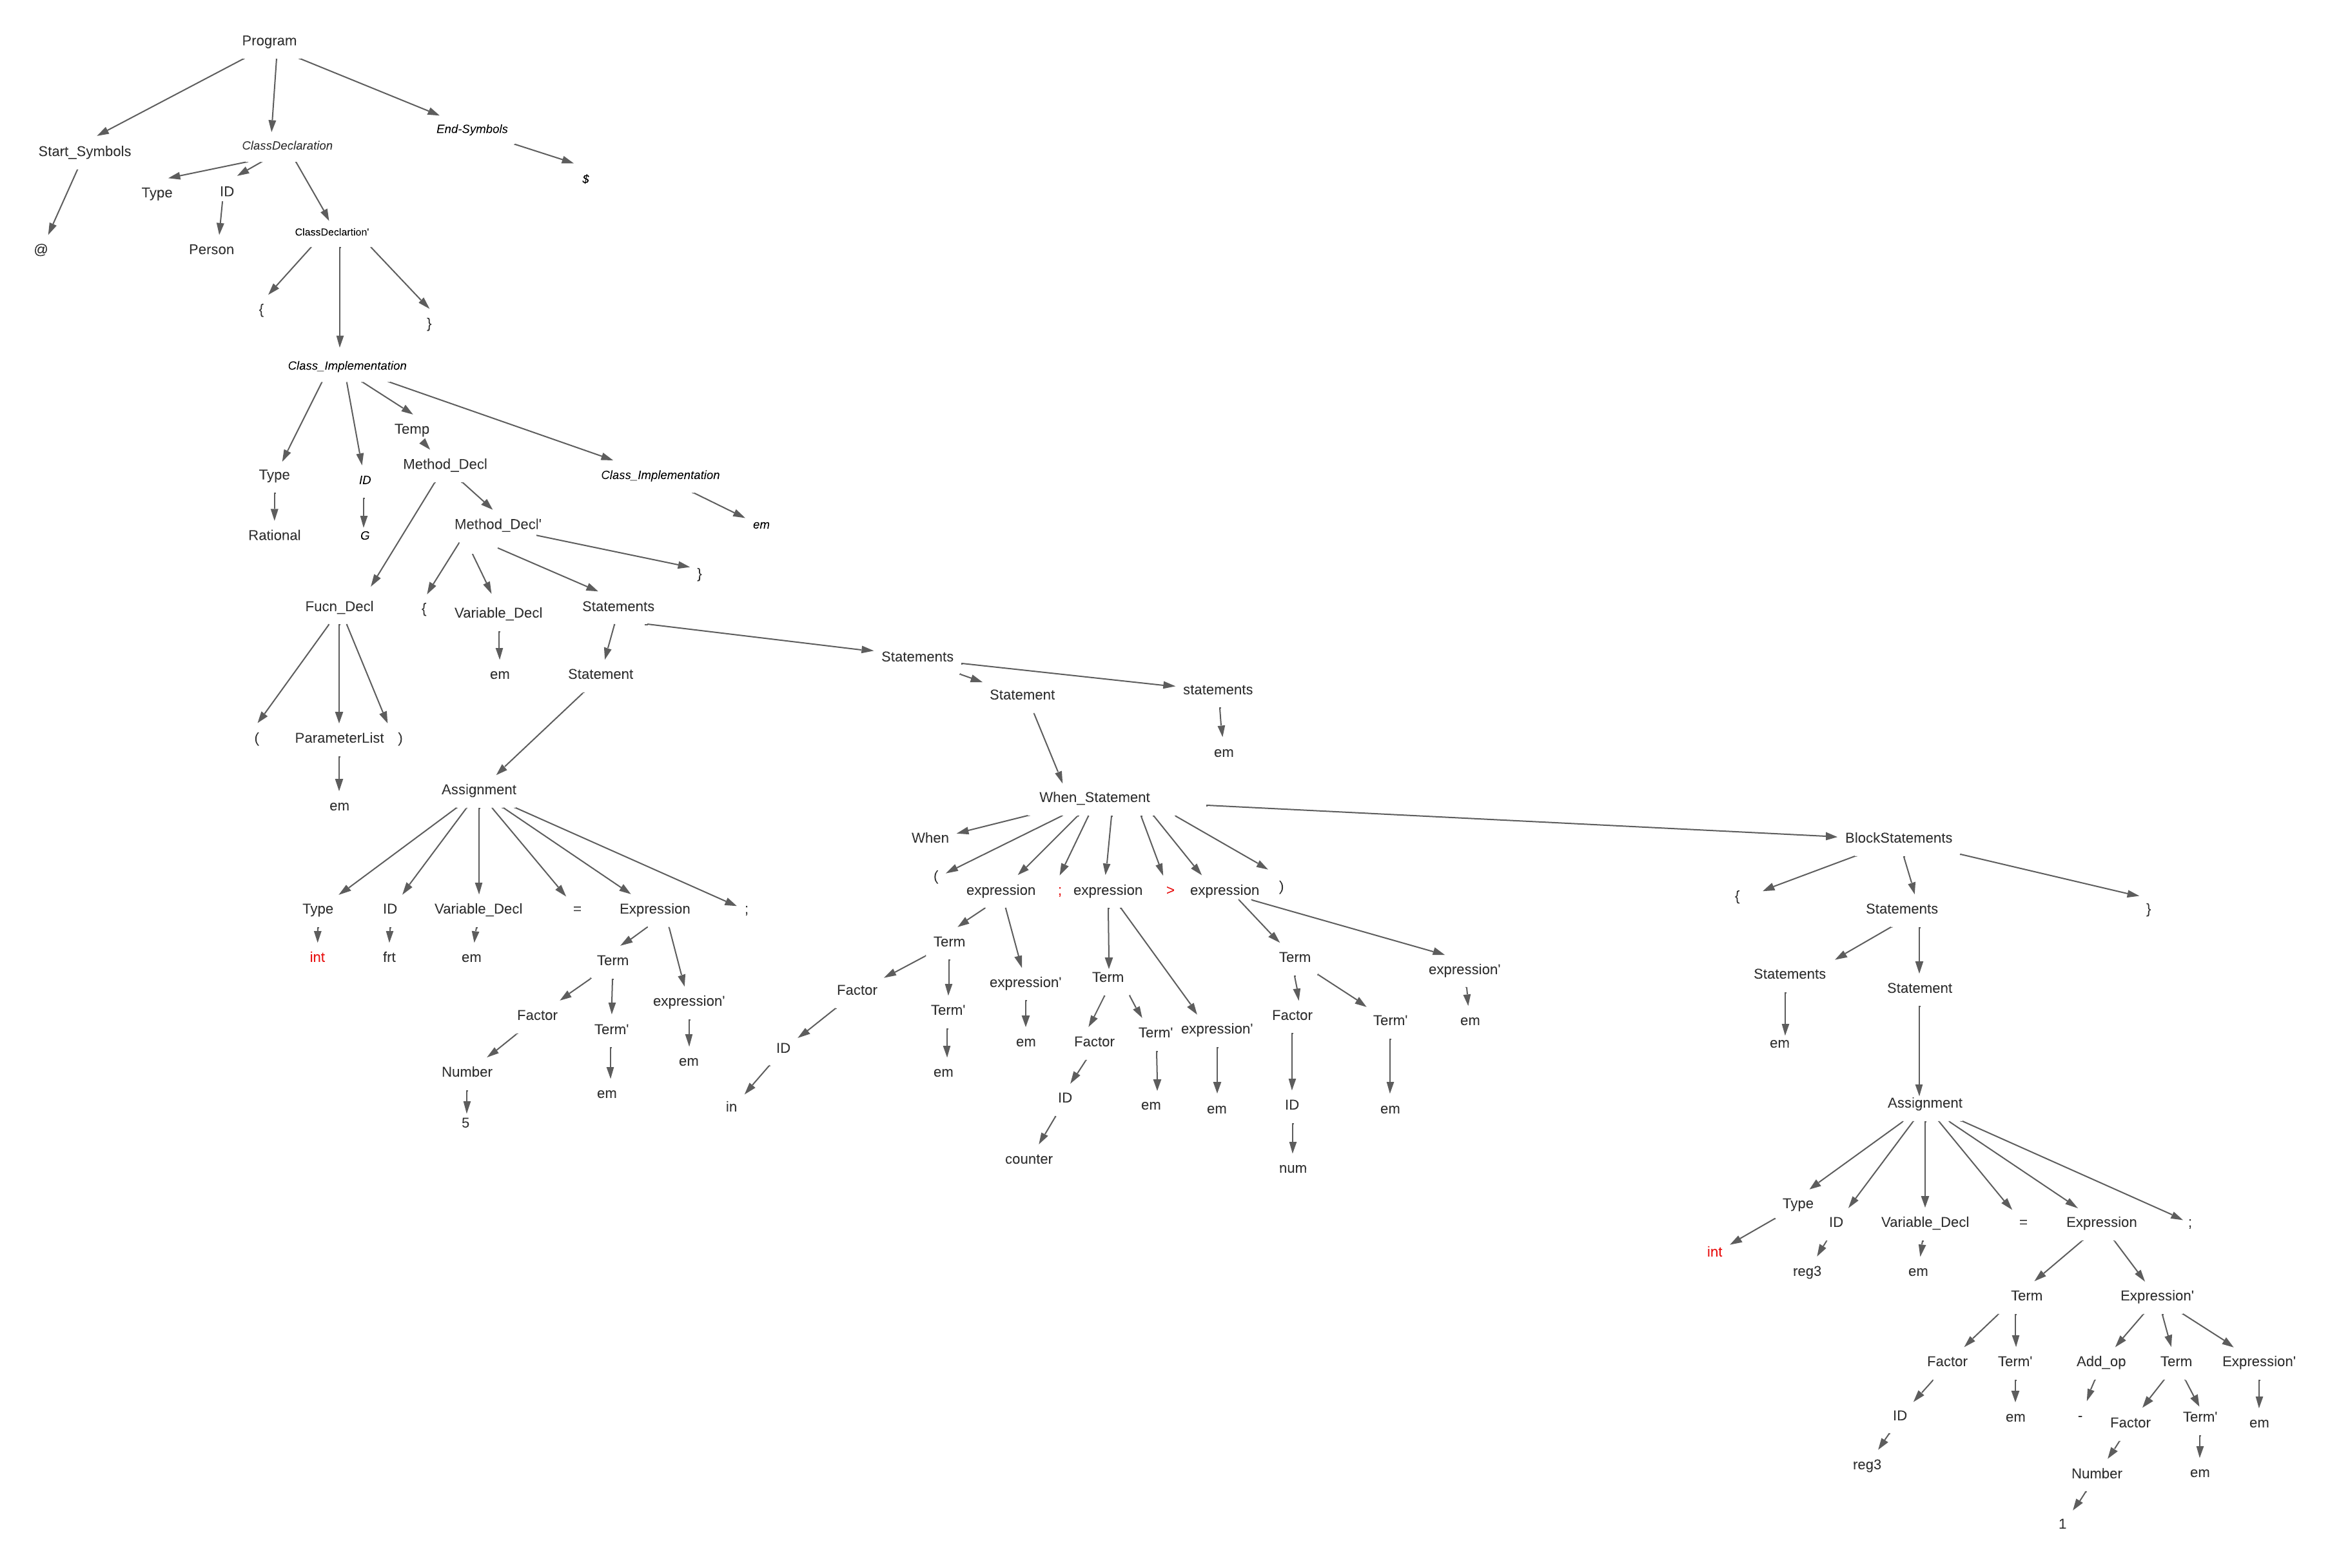 Program
End-Symbols
Start_Symbols
ClassDeclaration
$
Type
ID
@
Person
ClassDeclartion'
{
}
Class_Implementation
Temp
Method_Decl
Type
ID
Class_Implementation
Rational
G
Method_Decl'
em
}
Fucn_Decl
{
Variable_Decl
Statements
em
Statement
Statements
Statement
statements
(
ParameterList
)
em
em
Assignment
When_Statement
When
BlockStatements
(
expression
;
expression
>
expression
)
{
Statements
}
Type
ID
Variable_Decl
=
Expression
;
int
frt
em
Term
expression'
Factor
Term'
em
Number
em
5
Term
Factor
Term'
expression'
em
ID
em
in
Term
Factor
Term'
expression'
ID
em
em
counter
Term
expression'
Factor
Term'
em
ID
em
num
Statements
Statement
em
Assignment
Type
ID
Variable_Decl
=
Expression
;
int
reg3
em
Term
Expression'
Factor
Term'
Add_op
Term
Expression'
ID
em
-
Factor
Term'
em
reg3
Number
em
1